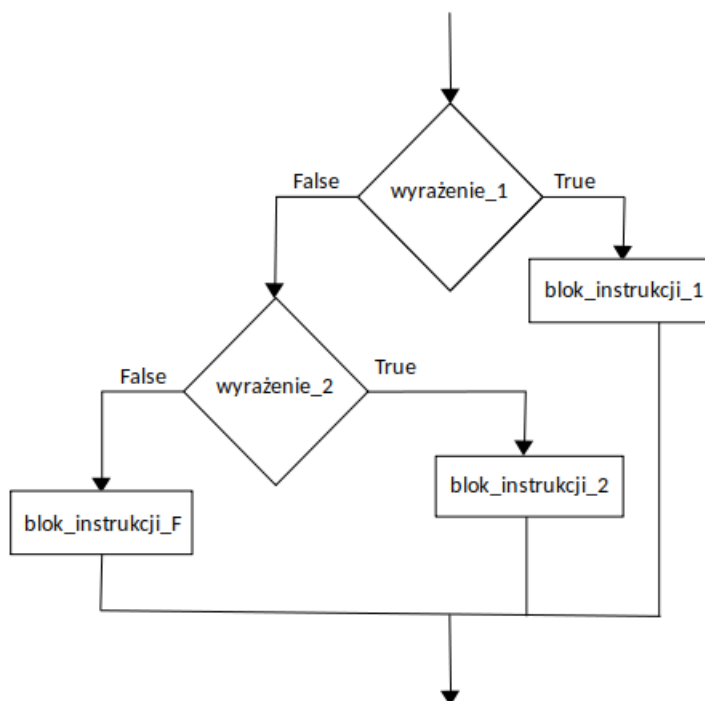 False
wyrażenie_1
True
blok_instrukcji_1
False
wyrażenie_2
True
blok_instrukcji_2
blok_instrukcji_F